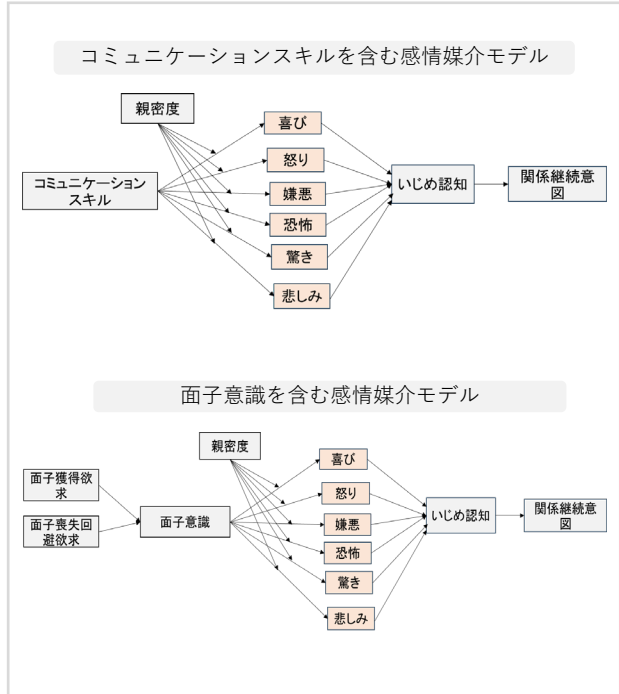 コミュニケーションスキルを含む感情媒介モデル
親密度
喜び
怒り
コミュニケーション
スキル
嫌悪
いじめ認知
関係継続意
図
恐怖
驚き
悲しみ
面子意識を含む感情媒介モデル
親密度
喜び
面子獲得欲
求
怒り
面子意識
嫌悪
いじめ認知
関係継続意
図
面子喪失回
避欲求
恐怖
驚き
悲しみ